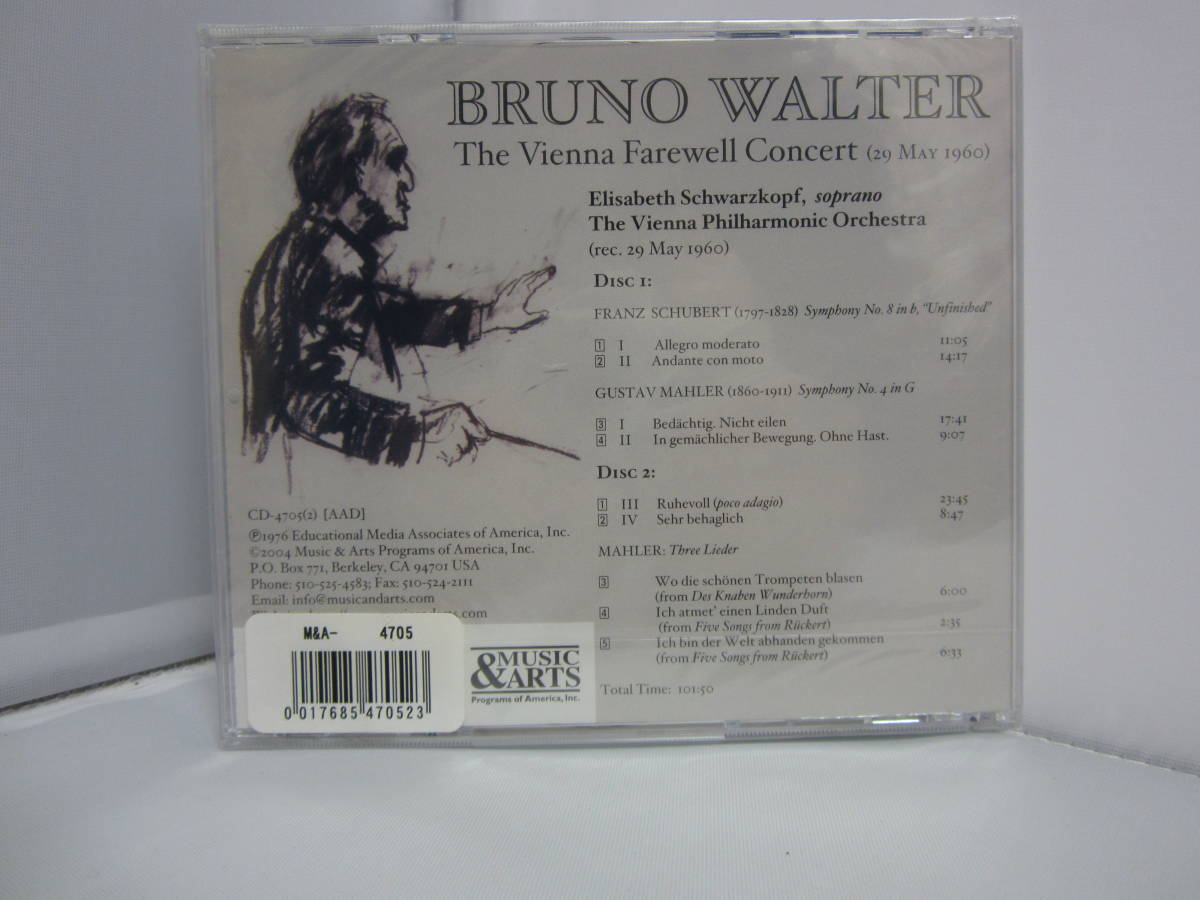 BRUNO WALTER
The Vienna Farewell Concert (29 May 1960)
Elisabeth Schwarzkopf, soprano
The Vienna Philharmonic Orchestra
(rec. 29 May 1960)
Disc 1:
FRANZ SCHUBERT (1797-1828) Symphony No. 8 in b, "Unfinished"
1 I Allegro moderato 11:05
2 II Andante con moto 14:17
GUSTAV MAHLER (1860-1911) Symphony No. 4 in G
3 I Bedächtig. Nicht eilen 17:41
4 II In gemächlicher Bewegung. Ohne Hast. 9:07
Disc 2:
1 III Ruhevoll (poco adagio) 23:45
2 IV Sehr behaglich 8:47
MAHLER: Three Lieder
3 Wo die schönen Trompeten blasen
(from Des Knaben Wunderhorn) 6:00
4 Ich atmet' einen Linden Duft
(from Five Songs from Rückert) 2:35
5 Ich bin der Welt abhanden gekommen
(from Five Songs from Rückert) 6:33
Total Time: 101:50
CD-4705(2) [AAD]
℗1976 Educational Media Associates of America, Inc.
©2004 Music & Arts Programs of America, Inc.
P.O. Box 771, Berkeley, CA 94701 USA
Phone: 510-525-4583; Fax: 510-524-2111
Email: info@musicandarts.com
M&A- 4705
0 017685 470523
MUSIC
& ARTS
Programs of America, Inc.